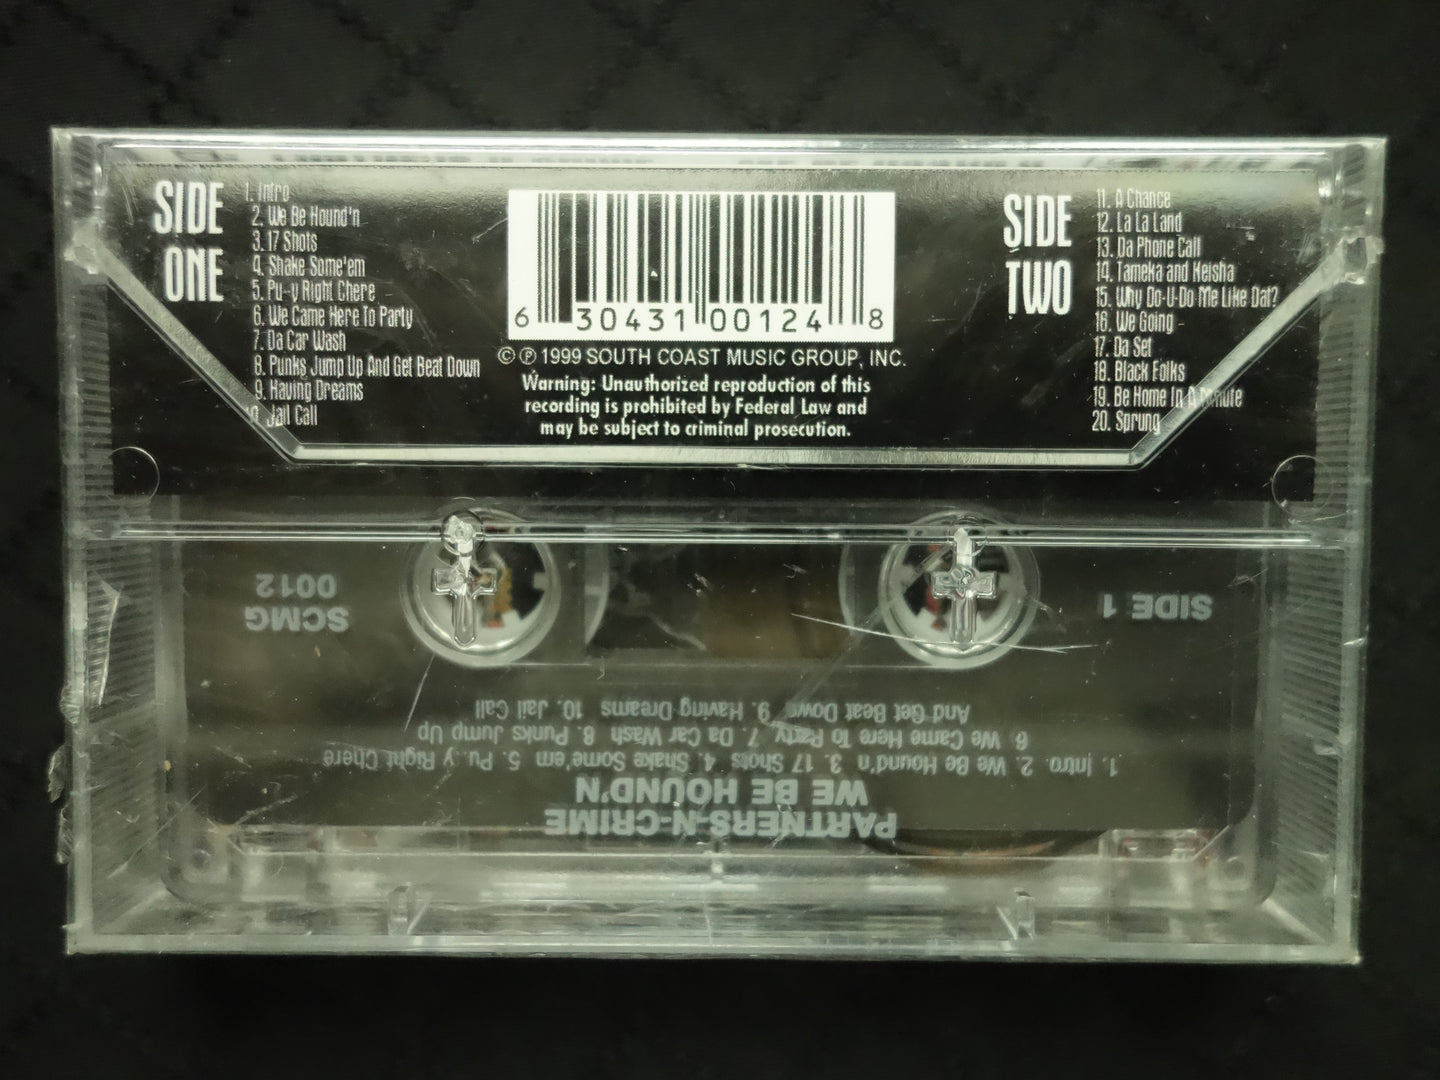 SIDE
ONE
1. Intro
2. We Be Hound'n
3. 17 Shots
4. Shake Some'em
5. Pu-y Right Chere
6. We Came Here To Party
7. Da Car Wash
8. Punks Jump Up And Get Beat Down
9. Having Dreams
10. Jail Call
6 30431 00124 8
© ℗ 1999 SOUTH COAST MUSIC GROUP, INC.
Warning: Unauthorized reproduction of this
recording is prohibited by Federal Law and
may be subject to criminal prosecution.
SIDE
TWO
11. A Chance
12. La La Land
13. Da Phone Call
14. Tameka and Keisha
15. Why Do-U-Do Me Like Dat?
16. We Going -
17. Da Set
18. Black Folks
19. Be Home In A Minute
20. Sprung
PARTNERS-N-CRIME
WE BE HOUND'N
1. Intro. 2. We Be Hound'n 3. 17 Shots 4. Shake Some'em 5. Pu..y Right Chere
6 We Came Here To Party 7. Da Car Wash 8. Punks Jump Up
And Get Beat Down 9. Having Dreams 10. Jail Call
SIDE 1
SCMG
0012